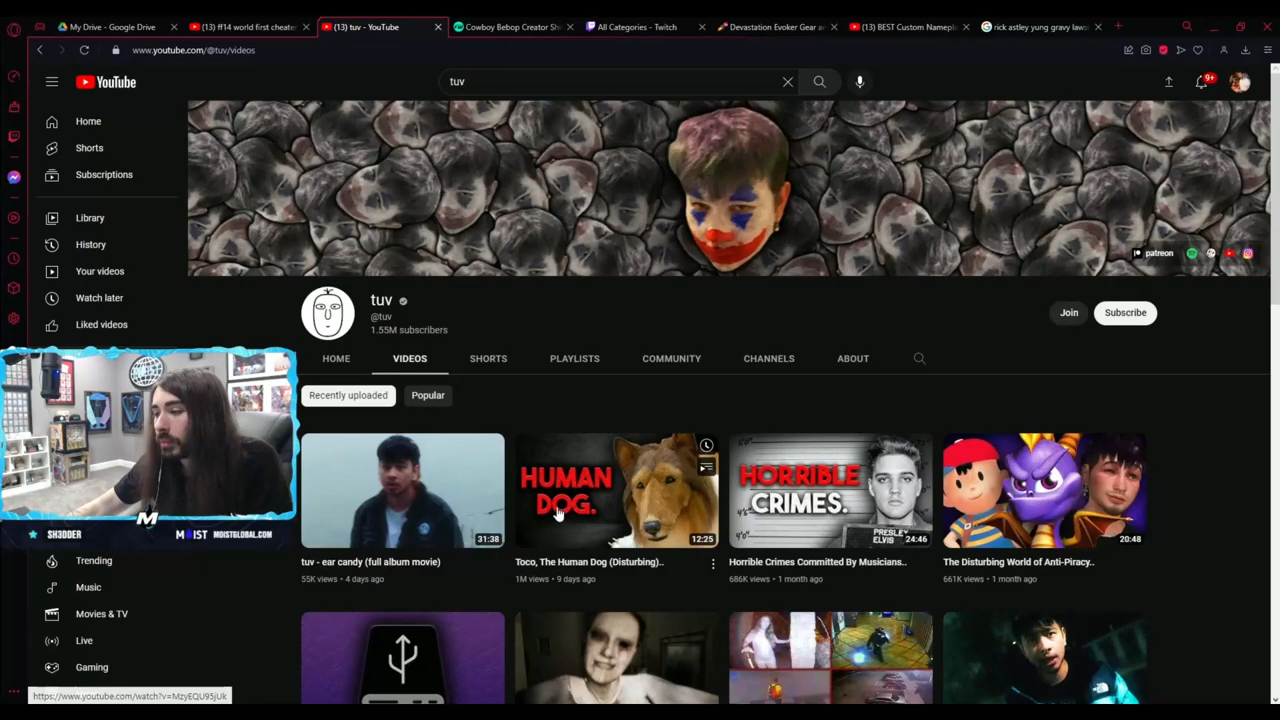 My Drive - Google Drive
(13) ff14 world first cheater
(13) tuv - YouTube
Cowboy Bebop Creator Sh
All Categories - Twitch
Devastation Evoker Gear a
(13) BEST Custom Namepl
rick astley yung gravy laws
www.youtube.com/@tuv/videos
YouTube
tuv
9+
Home
Shorts
Subscriptions
Library
History
Your videos
Watch later
Liked videos
patreon
tuv
@tuv
1.55M subscribers
Join
Subscribe
HOME
VIDEOS
SHORTS
PLAYLISTS
COMMUNITY
CHANNELS
ABOUT
Recently uploaded
Popular
31:38
HUMAN
DOG.
12:25
HORRIBLE
CRIMES.
PRESLEY
ELVIS
24:46
20:48
tuv - ear candy (full album movie)
55K views • 4 days ago
Toco, The Human Dog (Disturbing)..
1M views • 9 days ago
Horrible Crimes Committed By Musicians..
686K views • 1 month ago
The Disturbing World of Anti-Piracy..
661K views • 1 month ago
SH3DDER
MOIST
MOISTGLOBAL.COM
Trending
Music
Movies & TV
Live
Gaming
https://www.youtube.com/watch?v=MzyEQU95jUk